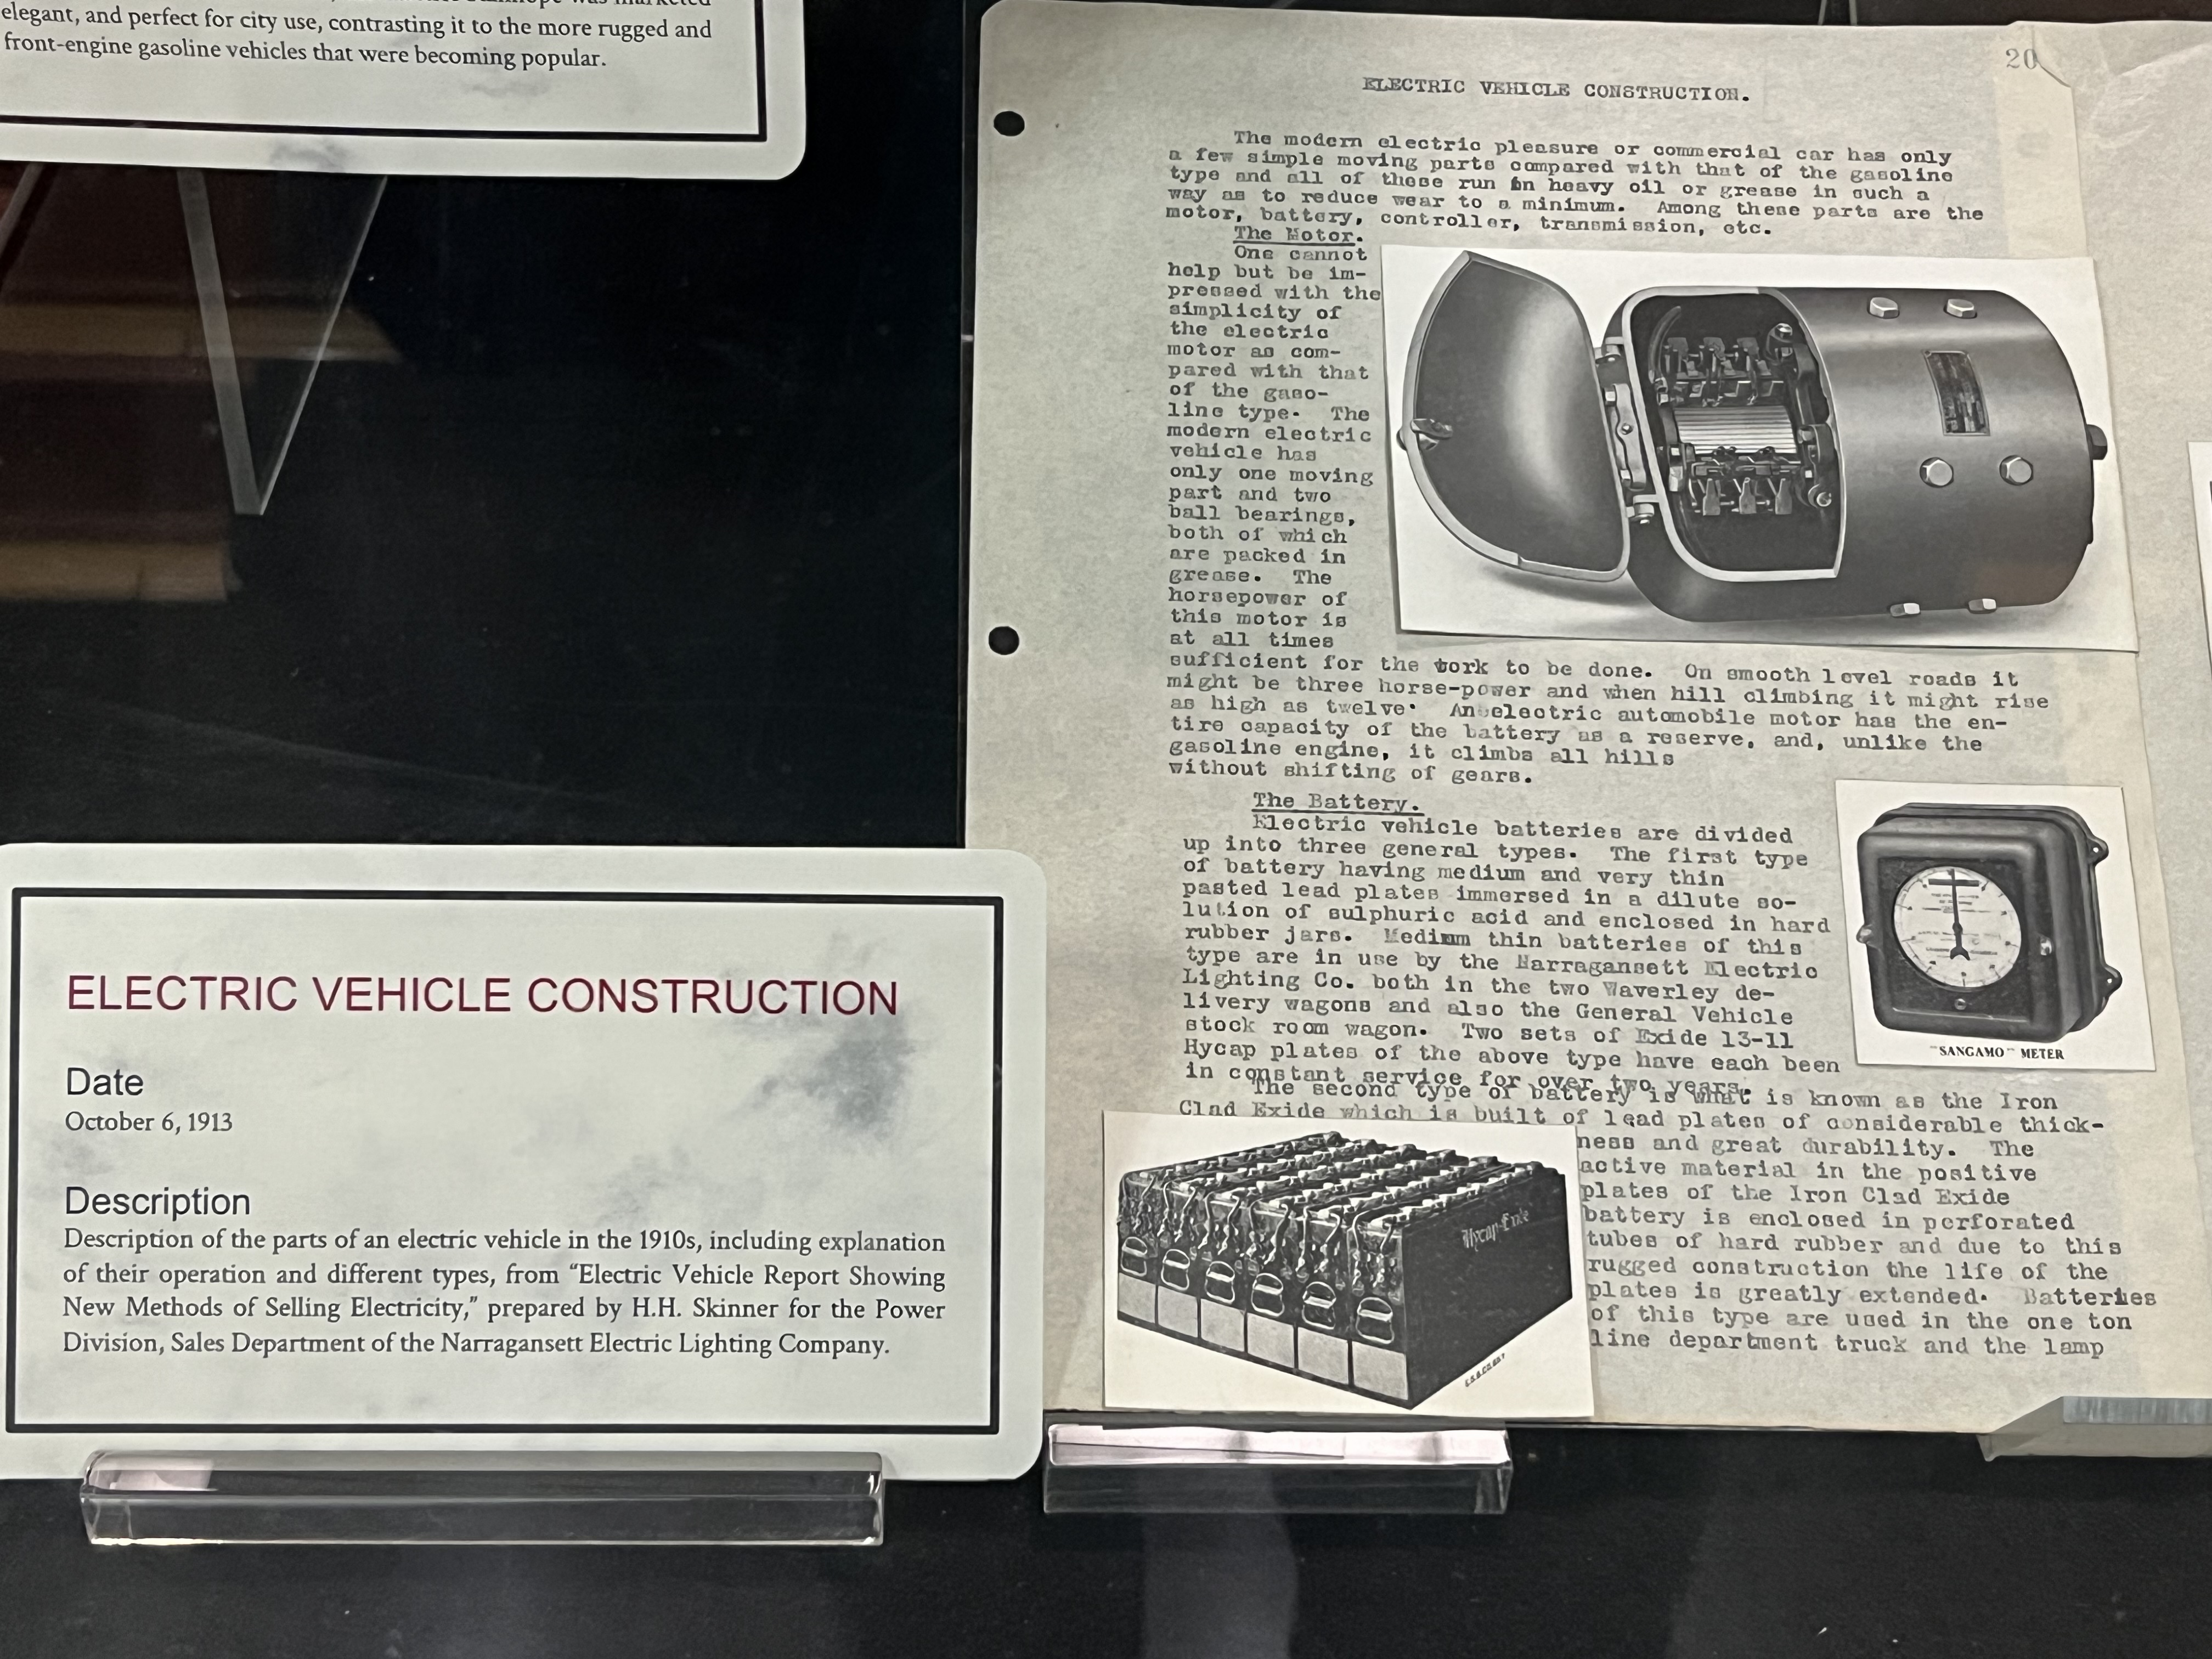 elegant, and perfect for city use, contrasting it to the more rugged and
front-engine gasoline vehicles that were becoming popular.
ELECTRIC VEHICLE CONSTRUCTION
Date
October 6, 1913
Description
Description of the parts of an electric vehicle in the 1910s, including explanation
of their operation and different types, from “Electric Vehicle Report Showing
New Methods of Selling Electricity,” prepared by H.H. Skinner for the Power
Division, Sales Department of the Narragansett Electric Lighting Company.
20
ELECTRIC VEHICLE CONSTRUCTION.
The modern electric pleasure or commercial car has only
a few simple moving parts compared with that of the gasoline
type and all of these run in heavy oil or grease in such a
way as to reduce wear to a minimum. Among these parts are the
motor, battery, controller, transmission, etc.
The Motor.
One cannot
help but be im-
pressed with the
simplicity of
the electric
motor as com-
pared with that
of the gaso-
line type. The
modern electric
vehicle has
only one moving
part and two
ball bearings,
both of which
are packed in
grease. The
horsepower of
this motor is
at all times
sufficient for the work to be done. On smooth level roads it
might be three horse-power and when hill climbing it might rise
as high as twelve. An electric automobile motor has the en-
tire capacity of the battery as a reserve, and, unlike the
gasoline engine, it climbs all hills
without shifting of gears.
The Battery.
Electric vehicle batteries are divided
up into three general types. The first type
of battery having medium and very thin
pasted lead plates immersed in a dilute so-
lution of sulphuric acid and enclosed in hard
rubber jars. Medium thin batteries of this
type are in use by the Narragansett Electric
Lighting Co. both in the two Waverley de-
livery wagons and also the General Vehicle
stock room wagon. Two sets of Exide 13-11
Hycap plates of the above type have each been
in constant service for over two years.
"SANGAMO" METER
The second type of battery is what is known as the Iron
Clad Exide which is built of lead plates of considerable thick-
ness and great durability. The
active material in the positive
plates of the Iron Clad Exide
battery is enclosed in perforated
tubes of hard rubber and due to this
rugged construction the life of the
plates is greatly extended. Batteries
of this type are used in the one ton
line department truck and the lamp
Hycap-Exide